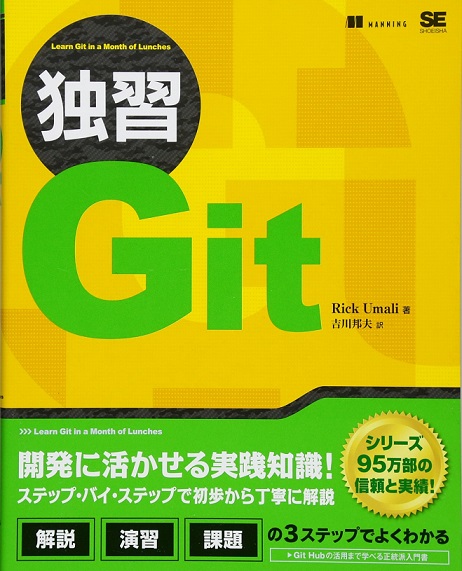 Learn Git in a Month of Lunches
MANNING
SE
SHOEISHA
独習
Git
Rick Umali 著
吉川邦夫 訳
>>> Learn Git in a Month of Lunches
開発に活かせる実践知識！
ステップ・バイ・ステップで初歩から丁寧に解説
シリーズ
95万部の
信頼と実績！
解説 演習 課題 の3ステップでよくわかる
▶Git Hubの活用まで学べる正統派入門書